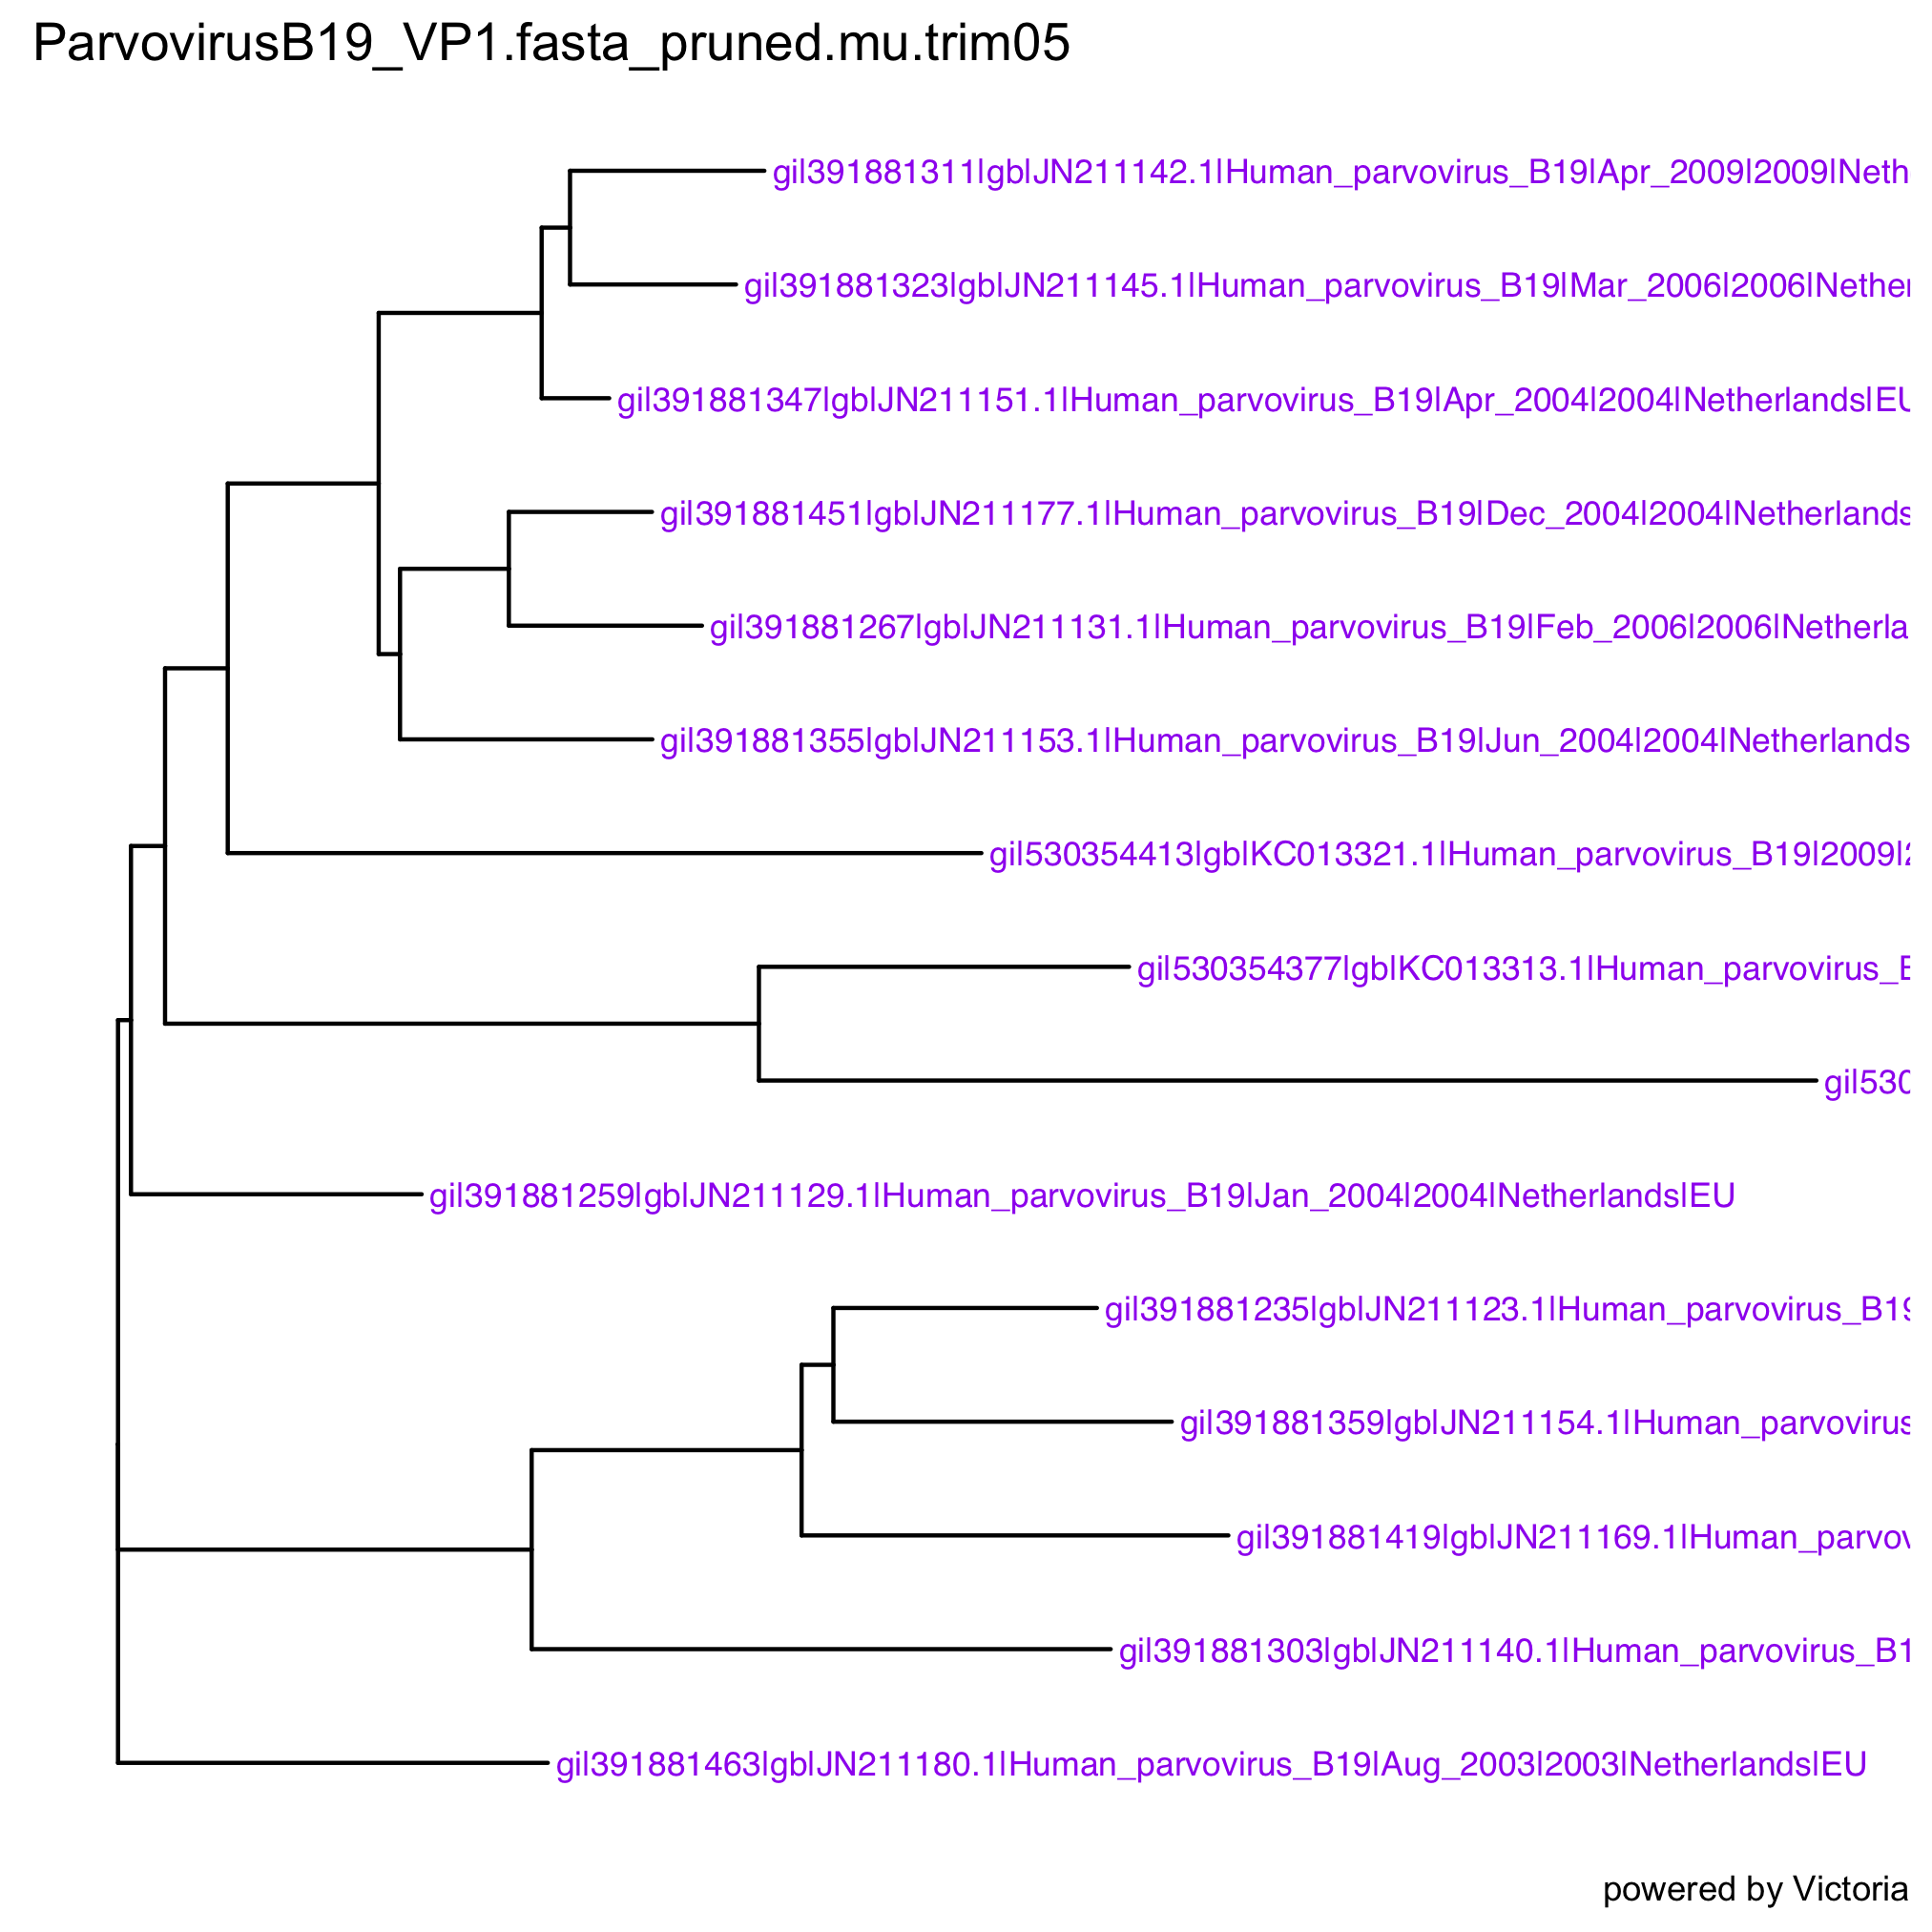 ParvovirusB19_VP1.fasta_pruned.mu.trim05
gi|391881311|gb|JN211142.1|Human_parvovirus_B19|Apr_2009|2009|Neth
gi|391881323|gb|JN211145.1|Human_parvovirus_B19|Mar_2006|2006|Nether
gi|391881347|gb|JN211151.1|Human_parvovirus_B19|Apr_2004|2004|Netherlands|EU
gi|391881451|gb|JN211177.1|Human_parvovirus_B19|Dec_2004|2004|Netherlands
gi|391881267|gb|JN211131.1|Human_parvovirus_B19|Feb_2006|2006|Netherla
gi|391881355|gb|JN211153.1|Human_parvovirus_B19|Jun_2004|2004|Netherlands
gi|530354413|gb|KC013321.1|Human_parvovirus_B19|2009|2
gi|530354377|gb|KC013313.1|Human_parvovirus_B
gi|530
gi|391881259|gb|JN211129.1|Human_parvovirus_B19|Jan_2004|2004|Netherlands|EU
gi|391881235|gb|JN211123.1|Human_parvovirus_B19
gi|391881359|gb|JN211154.1|Human_parvovirus
gi|391881419|gb|JN211169.1|Human_parvov
gi|391881303|gb|JN211140.1|Human_parvovirus_B1
gi|391881463|gb|JN211180.1|Human_parvovirus_B19|Aug_2003|2003|Netherlands|EU
powered by Victoria